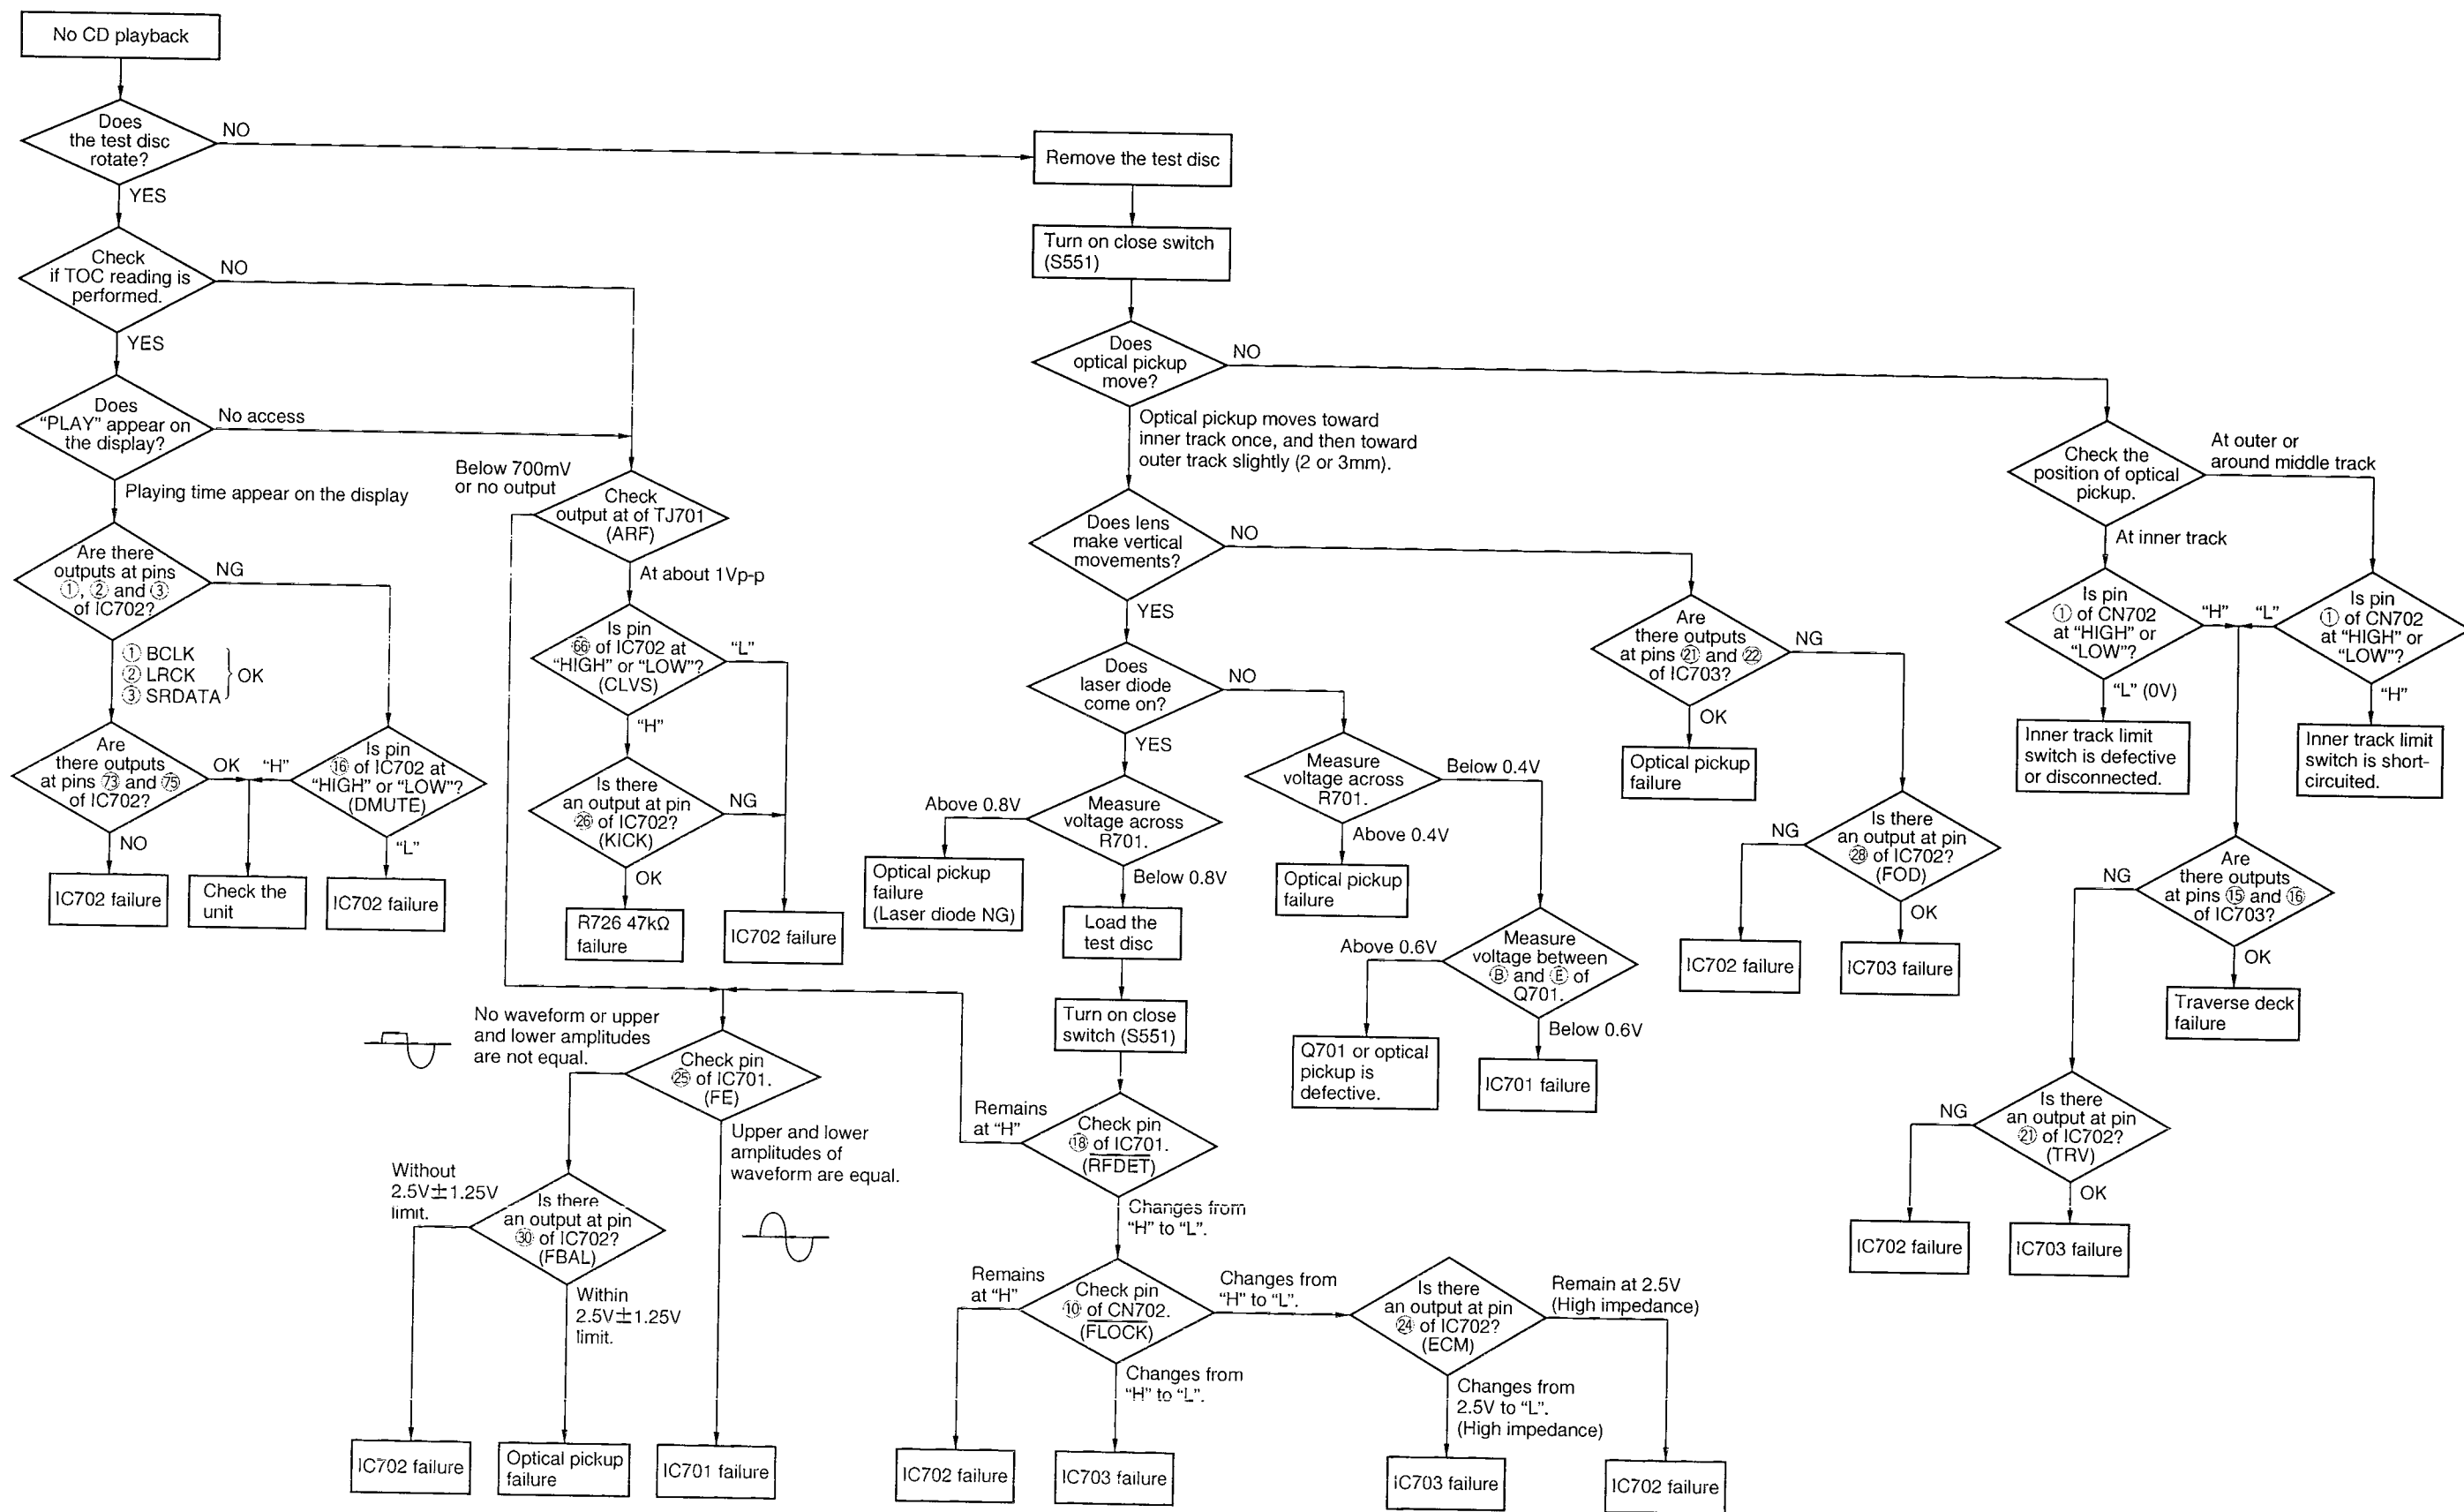 No CD playback
Does
the test disc
rotate?
NO
YES
Check
if TOC reading is
performed.
NO
YES
Does
“PLAY” appear on
the display?
No access
Playing time appear on the display
Are there
outputs at pins
①, ② and ③
of IC702?
NG
① BCLK
② LRCK
③ SRDATA
OK
Are
there outputs
at pins 73 and 75
of IC702?
OK
NO
“H”
Is pin
⑯ of IC702 at
“HIGH” or “LOW”?
(DMUTE)
“L”
IC702 failure
Check the
unit
IC702 failure
Below 700mV
or no output
Check
output at of TJ701
(ARF)
At about 1Vp-p
Is pin
66 of IC702 at
“HIGH” or “LOW”?
(CLVS)
“L”
“H”
Is there
an output at pin
㉖ of IC702?
(KICK)
NG
OK
R726 47kΩ
failure
IC702 failure
No waveform or upper
and lower amplitudes
are not equal.
Check pin
㉕ of IC701.
(FE)
Upper and lower
amplitudes of
waveform are equal.
Without
2.5V±1.25V
limit.
Is there
an output at pin
㉚ of IC702?
(FBAL)
Within
2.5V±1.25V
limit.
IC702 failure
Optical pickup
failure
IC701 failure
Remove the test disc
Turn on close switch
(S551)
Does
optical pickup
move?
NO
Optical pickup moves toward
inner track once, and then toward
outer track slightly (2 or 3mm).
Does lens
make vertical
movements?
NO
YES
Does
laser diode
come on?
NO
YES
Measure
voltage across
R701.
Above 0.8V
Below 0.8V
Optical pickup
failure
(Laser diode NG)
Load the
test disc
Turn on close
switch (S551)
Remains
at “H”
Check pin
⑱ of IC701.
(RFDET)
Changes from
“H” to “L”.
Remains
at “H”
Check pin
⑩ of CN702.
(FLOCK)
Changes from
“H” to “L”.
Changes from
“H” to “L”.
IC702 failure
IC703 failure
Is there
an output at pin
㉔ of IC702?
(ECM)
Remain at 2.5V
(High impedance)
Changes from
2.5V to “L”.
(High impedance)
IC703 failure
IC702 failure
Measure
voltage across
R701.
Below 0.4V
Above 0.4V
Optical pickup
failure
Above 0.6V
Measure
voltage between
Ⓑ and Ⓔ of
Q701.
Below 0.6V
Q701 or optical
pickup is
defective.
IC701 failure
Are
there outputs
at pins ㉑ and ㉒
of IC703?
NG
OK
Optical pickup
failure
NG
Is there
an output at pin
㉘ of IC702?
(FOD)
OK
IC702 failure
IC703 failure
Check the
position of optical
pickup.
At outer or
around middle track
At inner track
Is pin
① of CN702
at “HIGH” or
“LOW”?
“H”
“L” (0V)
Inner track limit
switch is defective
or disconnected.
“L”
Is pin
① of CN702
at “HIGH” or
“LOW”?
“H”
Inner track limit
switch is short-
circuited.
NG
Are
there outputs
at pins ⑮ and ⑯
of IC703?
OK
Traverse deck
failure
NG
Is there
an output at pin
㉑ of IC702?
(TRV)
OK
IC702 failure
IC703 failure